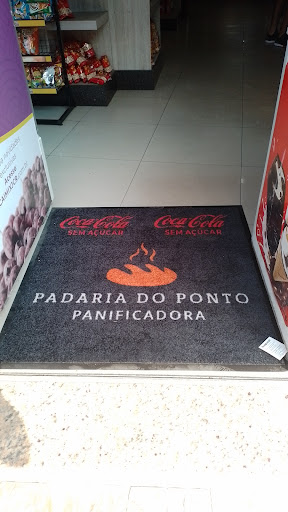 Coca-Cola Coca-Cola
SEM AÇÚCAR SEM AÇÚCAR
PADARIA DO PONTO
PANIFICADORA